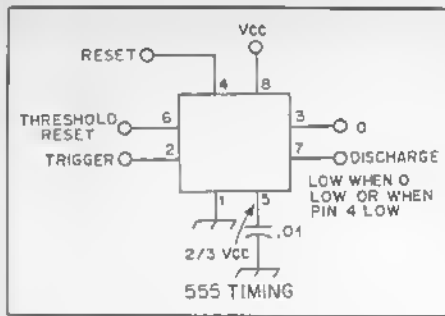 VCC
RESET
4
8
THRESHOLD
RESET
6
3
O
TRIGGER
2
7
DISCHARGE
1
5
LOW WHEN O
LOW OR WHEN
PIN 4 LOW
.01
2/3 VCC
555 TIMING